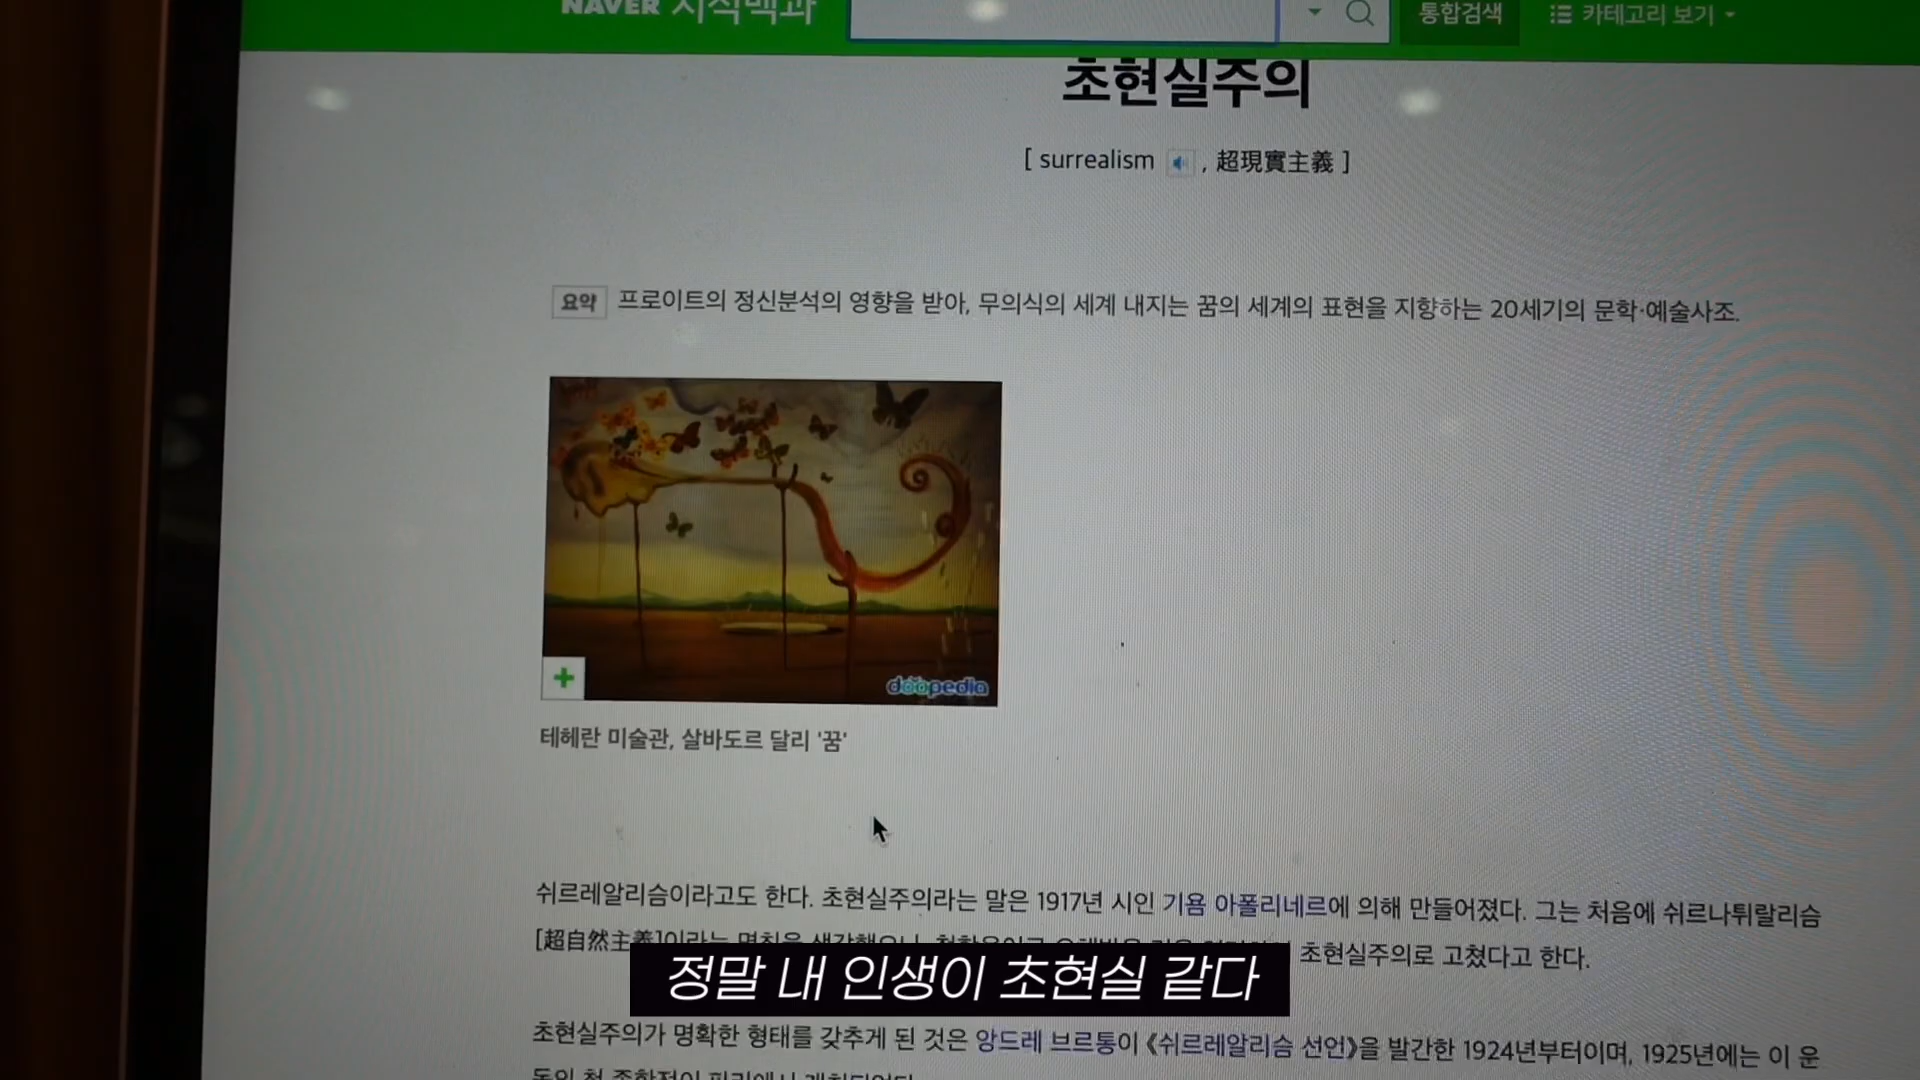 NAVER 지식백과
통합검색
카테고리 보기
초현실주의
[ surrealism , 超現實主義 ]
요약 프로이트의 정신분석의 영향을 받아, 무의식의 세계 내지는 꿈의 세계의 표현을 지향하는 20세기의 문학·예술사조.
doopedia
테헤란 미술관, 살바도르 달리 '꿈'
쉬르레알리슴이라고도 한다. 초현실주의라는 말은 1917년 시인 기욤 아폴리네르에 의해 만들어졌다. 그는 처음에 쉬르나튀랄리슴
[超自然主義]이라는 명칭을 생각했으나, 초현실주의로 고쳤다고 한다.
정말 내 인생이 초현실 같다
초현실주의가 명확한 형태를 갖추게 된 것은 앙드레 브르통이 《쉬르레알리슴 선언》을 발간한 1924년부터이며, 1925년에는 이 운